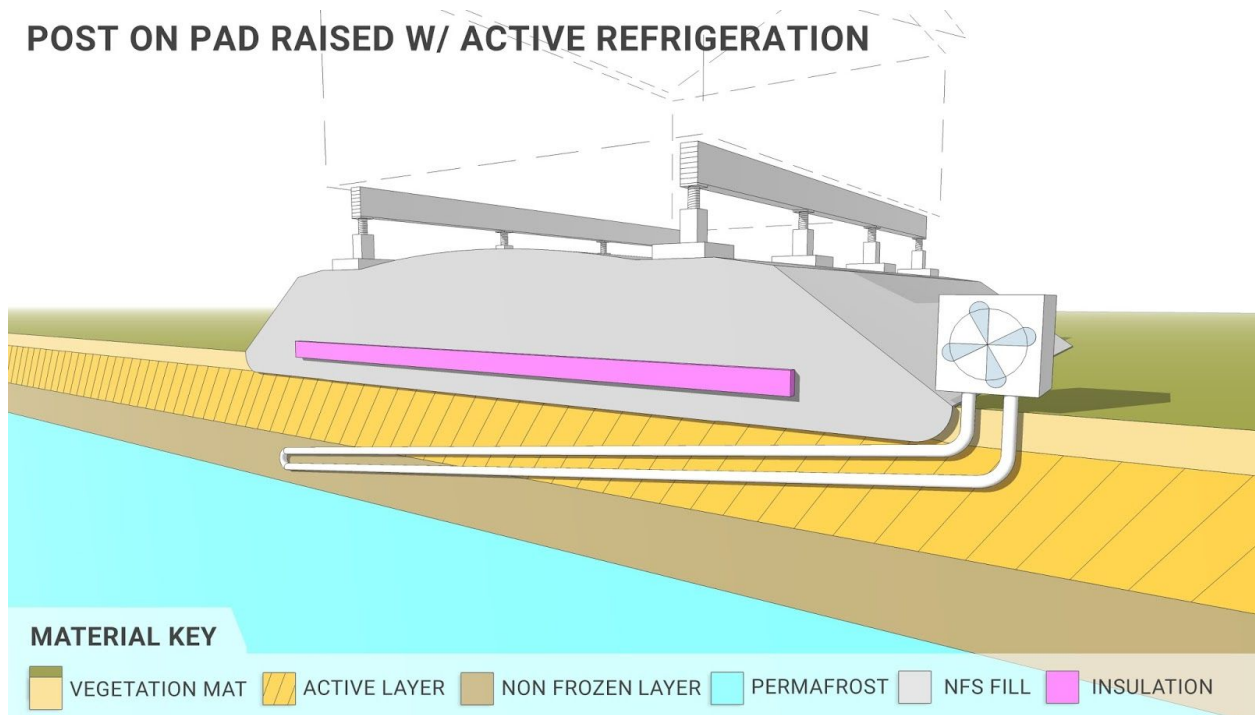 POST ON PAD RAISED W/ ACTIVE REFRIGERATION
MATERIAL KEY
VEGETATION MAT
ACTIVE LAYER
NON FROZEN LAYER
PERMAFROST
NFS FILL
INSULATION